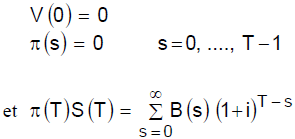 V(0) = 0
π(s) = 0 s=0, ...., T−1
et π(T)S(T) = ∞∑s=0 B(s) (1+i)^T−s